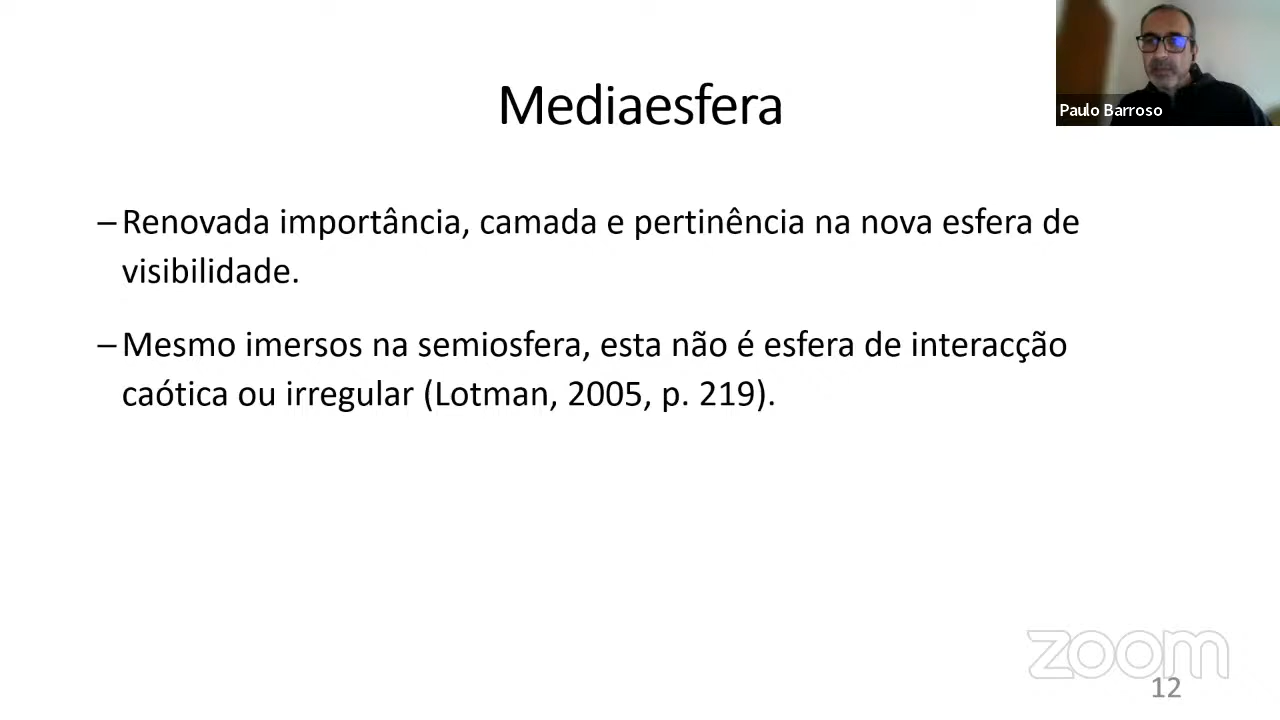 Mediaesfera
Paulo Barroso
– Renovada importância, camada e pertinência na nova esfera de
visibilidade.
– Mesmo imersos na semiosfera, esta não é esfera de interacção
caótica ou irregular (Lotman, 2005, p. 219).
zoom
12